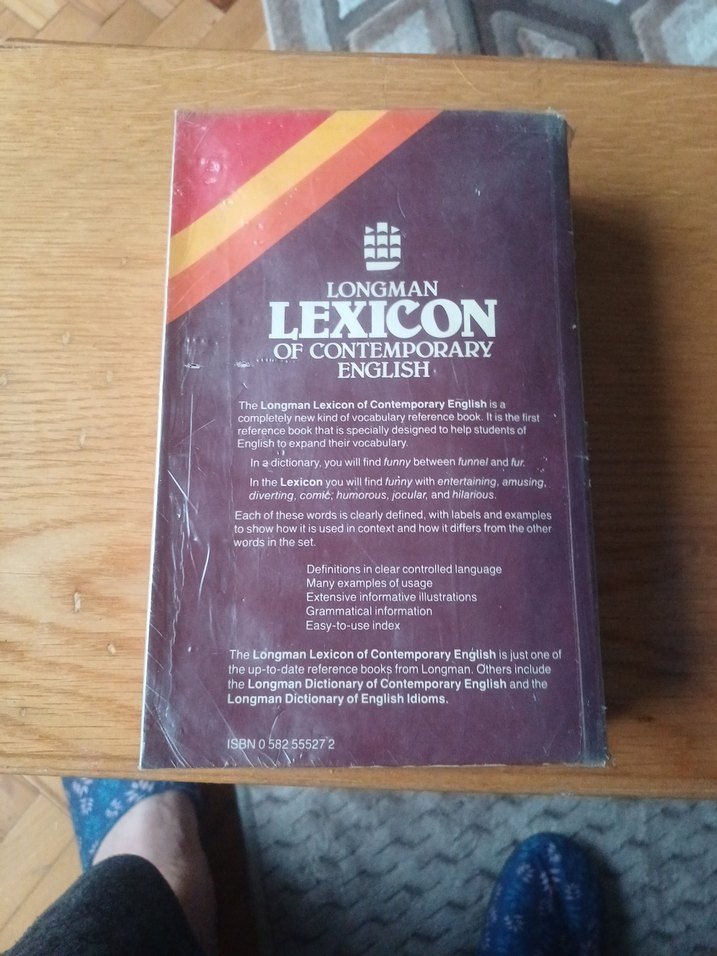 LONGMAN
LEXICON
OF CONTEMPORARY
ENGLISH
The Longman Lexicon of Contemporary English is a
completely new kind of vocabulary reference book. It is the first
reference book that is specially designed to help students of
English to expand their vocabulary.
In a dictionary, you will find funny between funnel and fur.
In the Lexicon you will find funny with entertaining, amusing,
diverting, comic, humorous, jocular, and hilarious.
Each of these words is clearly defined, with labels and examples
to show how it is used in context and how it differs from the other
words in the set.
Definitions in clear controlled language
Many examples of usage
Extensive informative illustrations
Grammatical information
Easy-to-use index
The Longman Lexicon of Contemporary English is just one of
the up-to-date reference books from Longman. Others include
the Longman Dictionary of Contemporary English and the
Longman Dictionary of English Idioms.
ISBN 0 582 55527 2